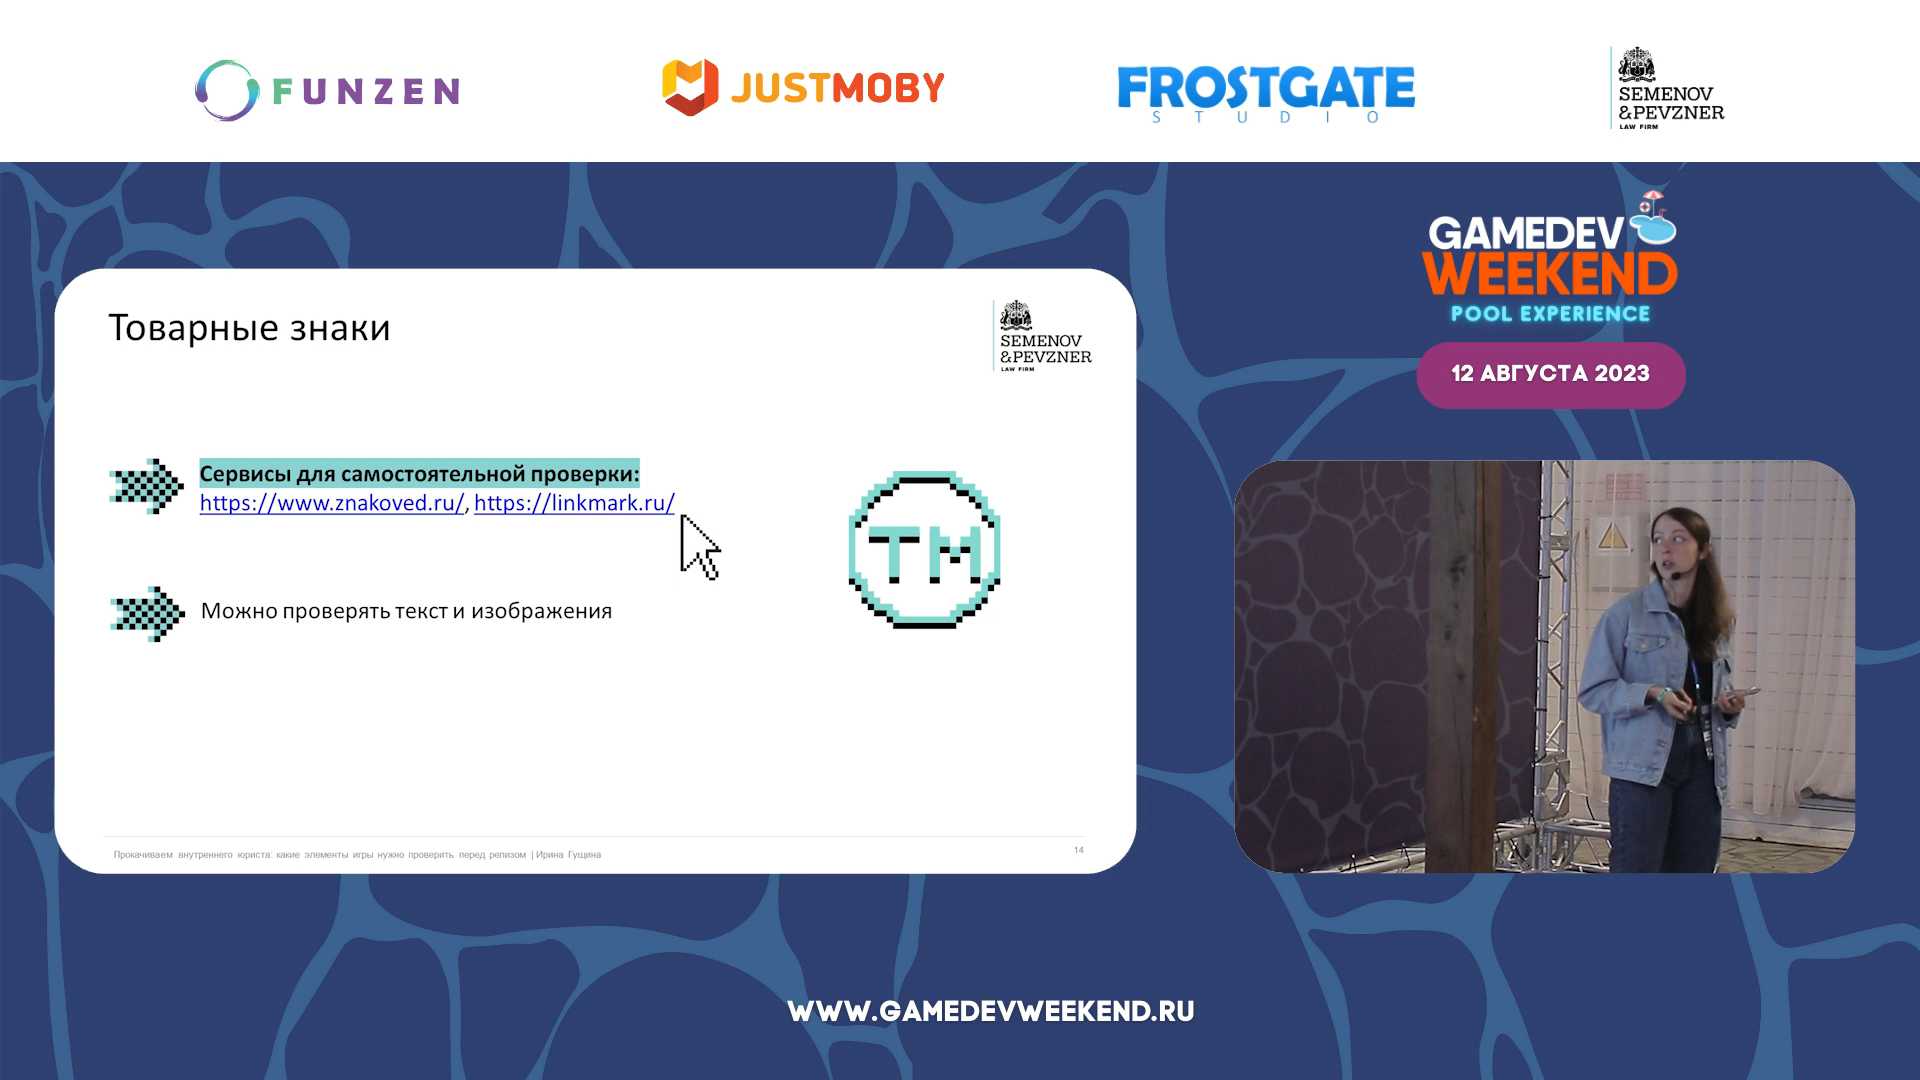 FUNZEN
JUSTMOBY
FROSTGATE
STUDIO
SEMENOV
&PEVZNER
LAW FIRM
GAMEDEV
WEEKEND
POOL EXPERIENCE
12 АВГУСТА 2023
Товарные знаки
SEMENOV
&PEVZNER
LAW FIRM
Сервисы для самостоятельной проверки:
https://www.znakoved.ru/, https://linkmark.ru/
TM
Можно проверять текст и изображения
Прокачиваем внутреннего юриста: какие элементы игры нужно проверить перед релизом | Ирина Гущина
14
WWW.GAMEDEVWEEKEND.RU